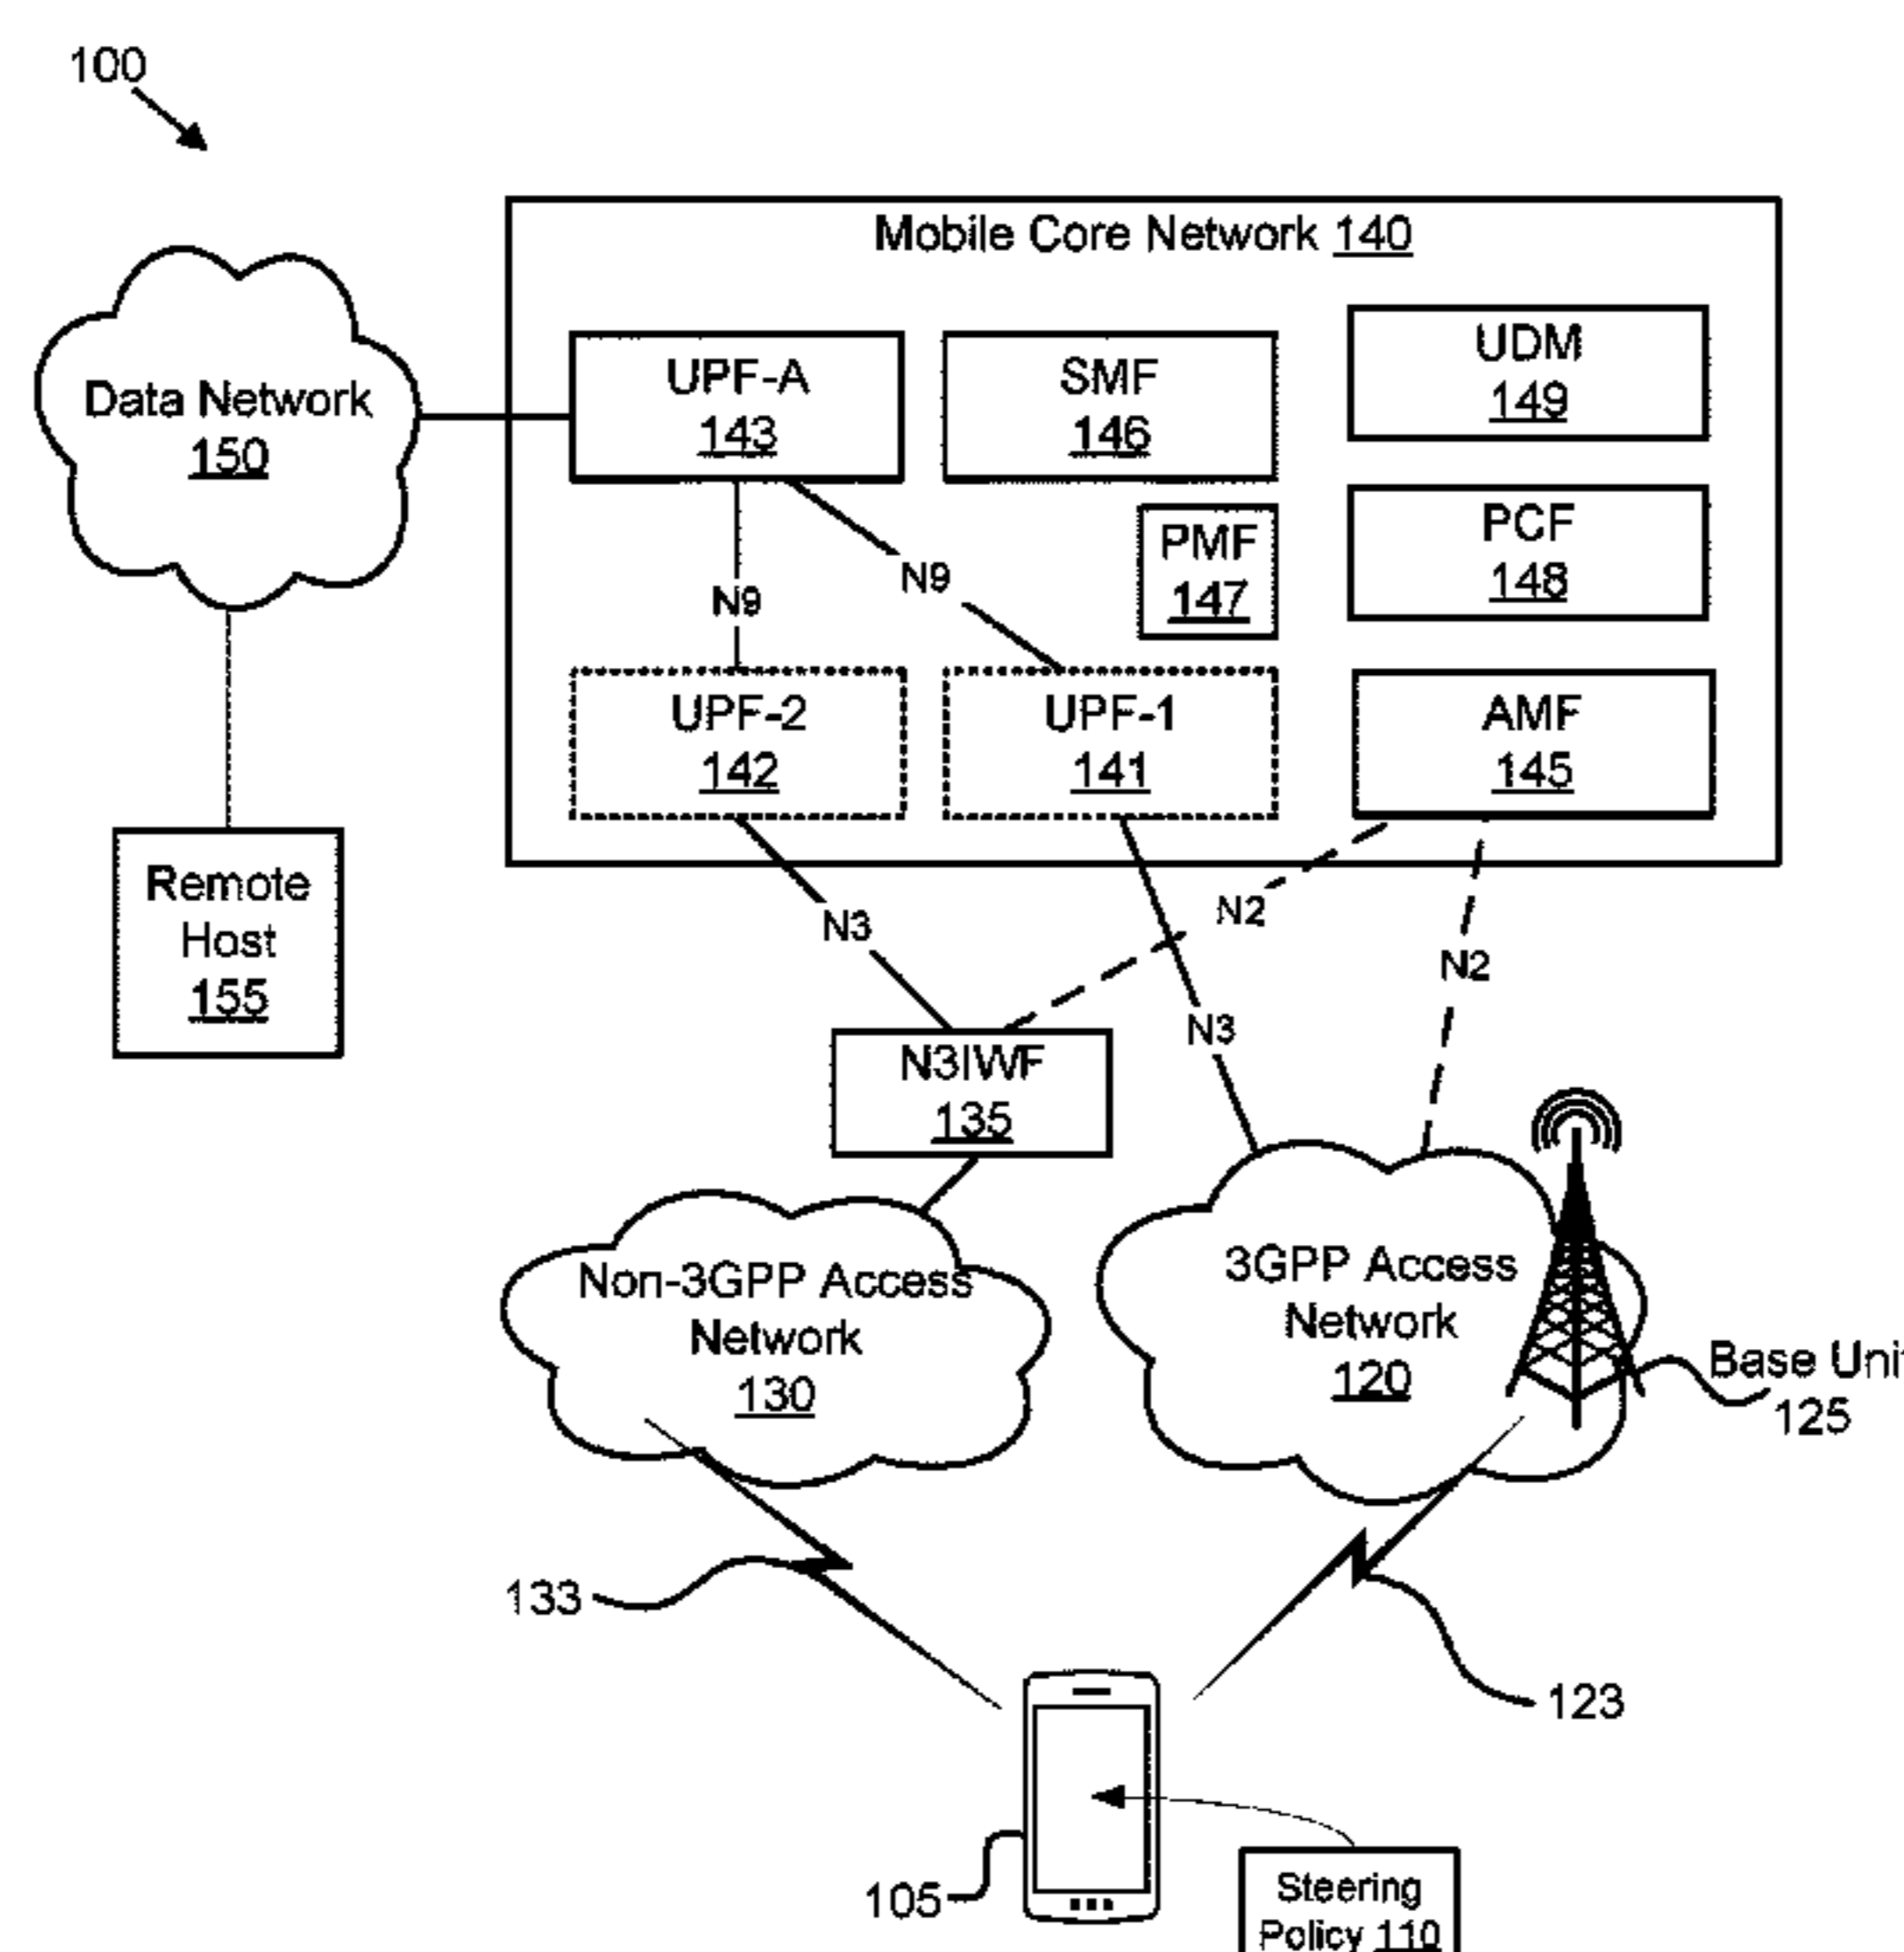 100
Mobile Core Network 140
Data Network
150
UPF-A
143
SMF
146
UDM
149
PMF
147
PCF
148
N9
N9
UPF-2
142
UPF-1
141
AMF
145
Remote
Host
155
N3
N2
N2
N3
N3IWF
135
Non-3GPP Access
Network
130
3GPP Access
Network
120
Base Unit
125
133
123
105
Steering
Policy 110